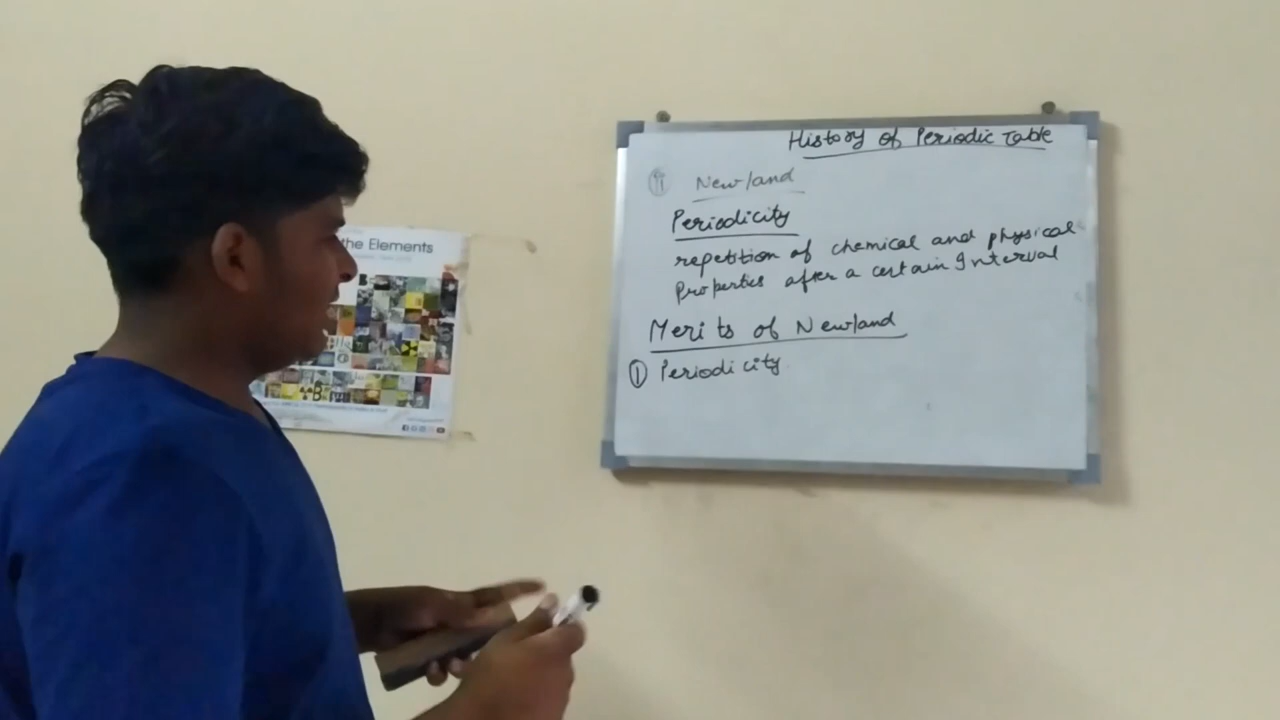 History of Periodic Table
(ii) Newland
Periodicity
repetition of chemical and physical
Properties after a certain Interval
Merits of Newland
① Periodicity
the Elements